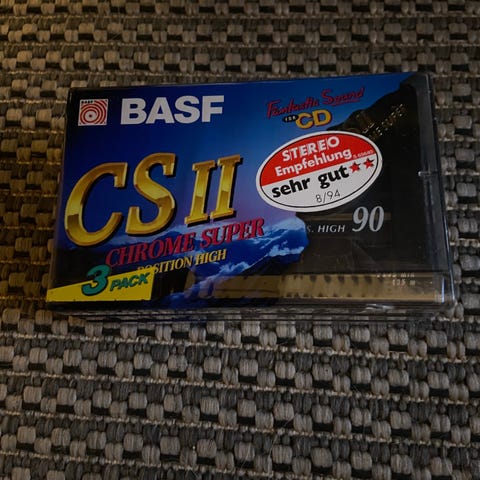 BASF
Fantastic Sound
FOR CD
STEREO
Empfehlung
sehr gut★★
8/94
CS II
CHROME SUPER
POSITION HIGH
. HIGH 90
3 PACK